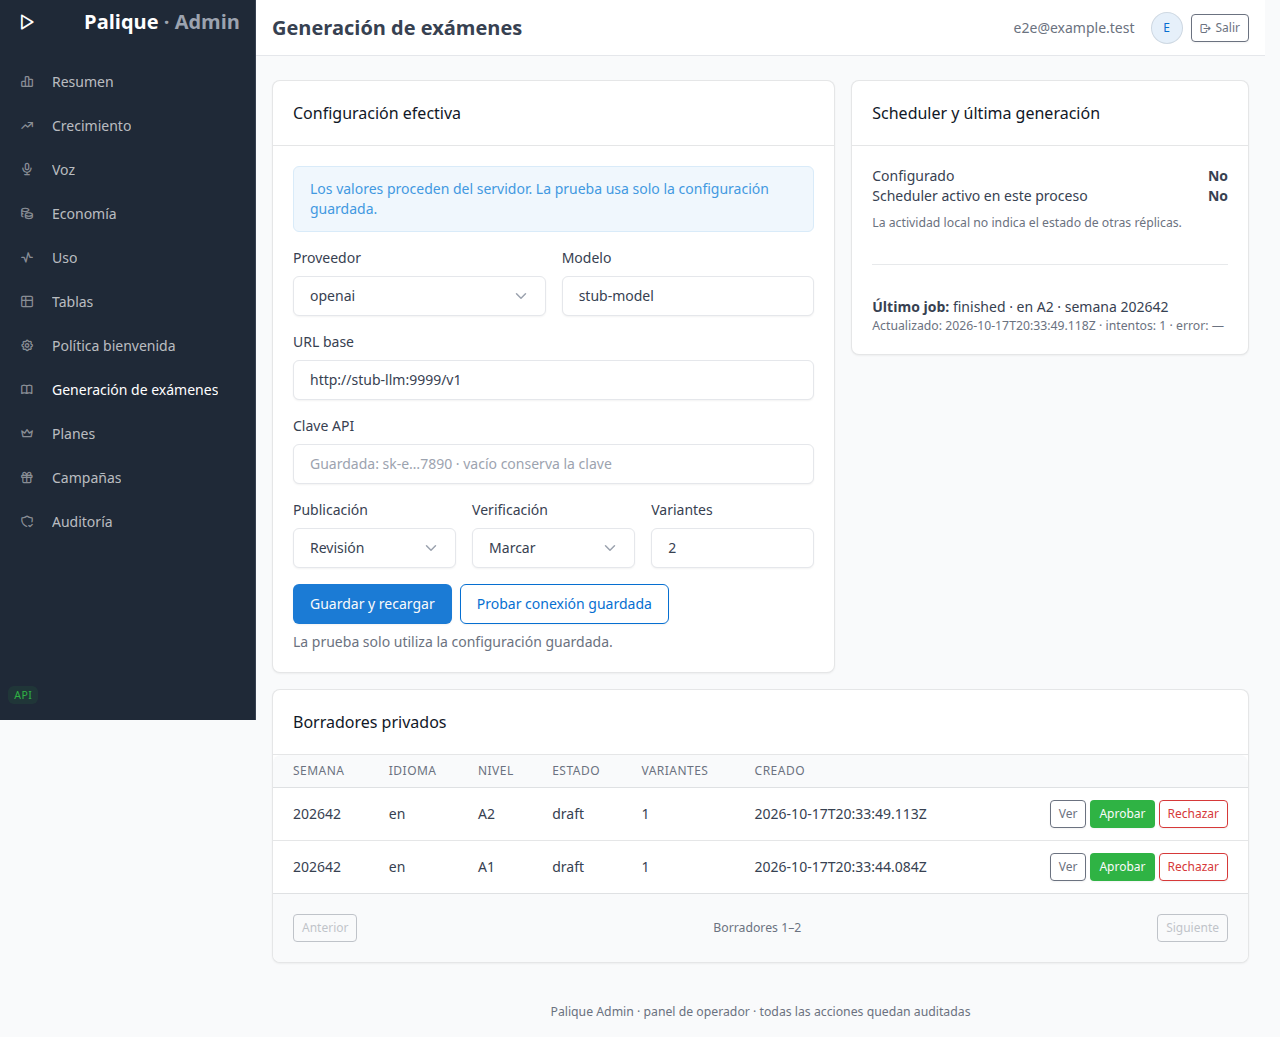 Palique · Admin
Resumen
Crecimiento
Voz
Economía
Uso
Tablas
Política bienvenida
Generación de exámenes
Planes
Campañas
Auditoría
API
Generación de exámenes
e2e@example.test
E
Salir
Configuración efectiva
Los valores proceden del servidor. La prueba usa solo la configuración
guardada.
Proveedor Modelo
openai stub-model
URL base
http://stub-llm:9999/v1
Clave API
Guardada: sk-e…7890 · vacío conserva la clave
Publicación Verificación Variantes
Revisión Marcar 2
Guardar y recargar Probar conexión guardada
La prueba solo utiliza la configuración guardada.
Scheduler y última generación
Configurado No
Scheduler activo en este proceso No
La actividad local no indica el estado de otras réplicas.
Último job: finished · en A2 · semana 202642
Actualizado: 2026-10-17T20:33:49.118Z · intentos: 1 · error: —
Borradores privados
SEMANA IDIOMA NIVEL ESTADO VARIANTES CREADO
202642 en A2 draft 1 2026-10-17T20:33:49.113Z Ver Aprobar Rechazar
202642 en A1 draft 1 2026-10-17T20:33:44.084Z Ver Aprobar Rechazar
Anterior Borradores 1–2 Siguiente
Palique Admin · panel de operador · todas las acciones quedan auditadas